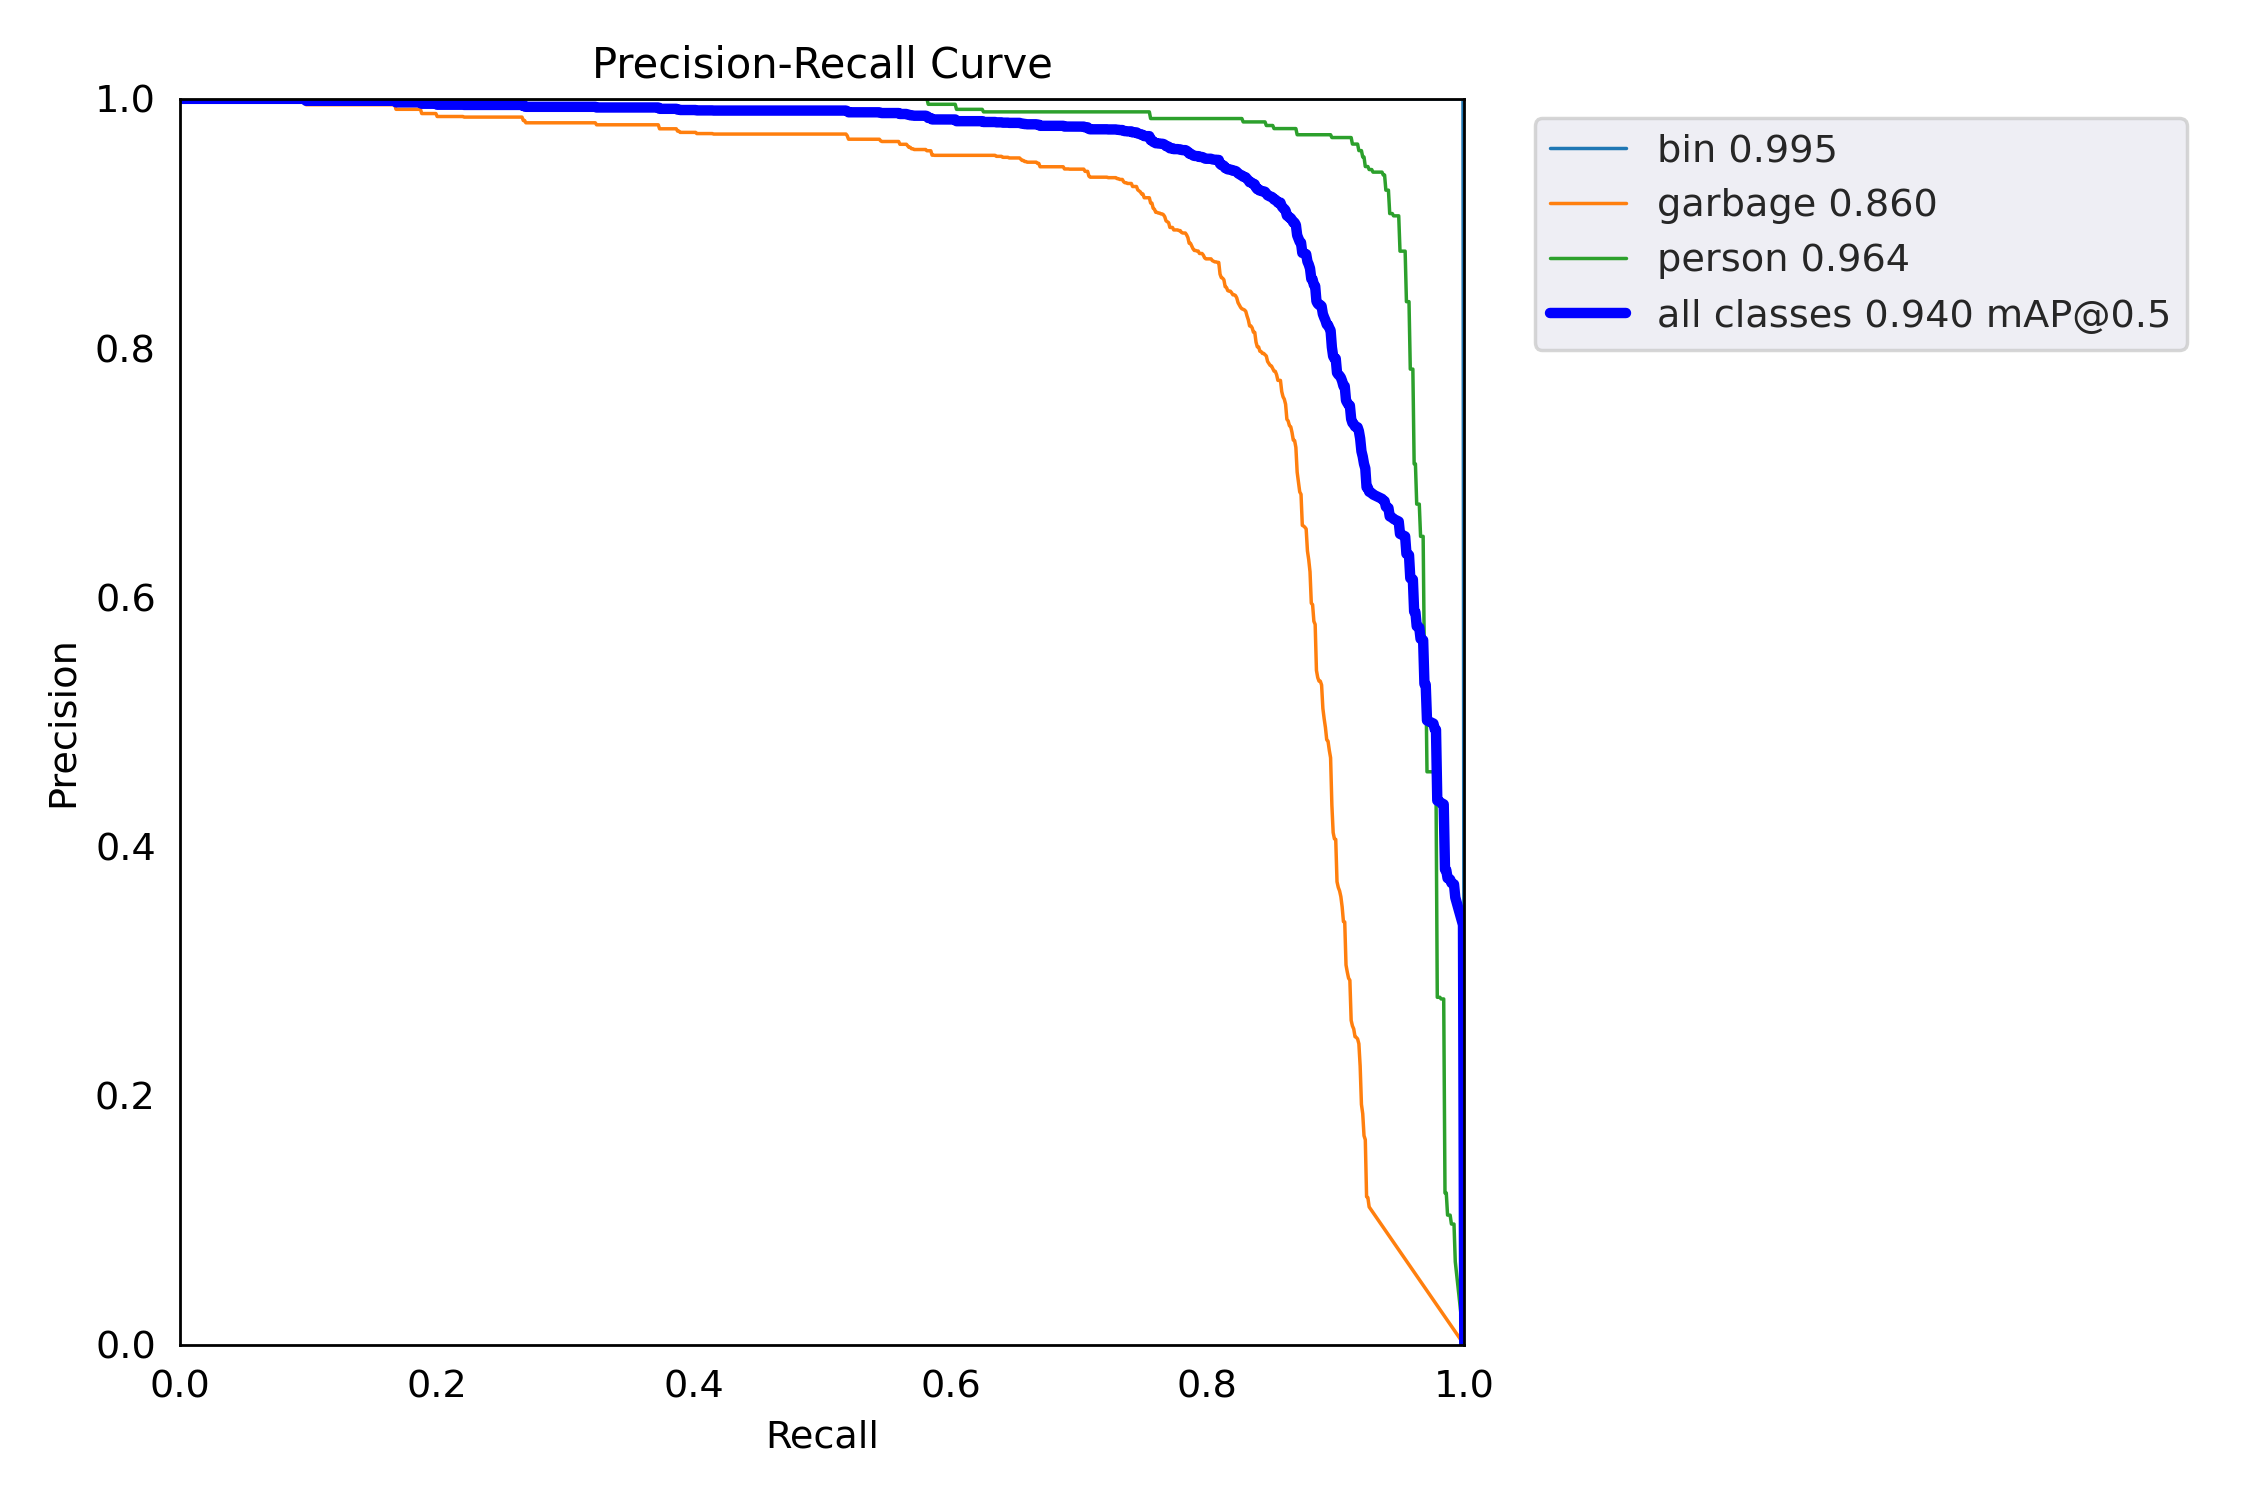 Precision-Recall Curve
1.0
0.8
0.6
0.4
0.2
0.0
Precision
0.0 0.2 0.4 0.6 0.8 1.0
Recall
bin 0.995
garbage 0.860
person 0.964
all classes 0.940 mAP@0.5